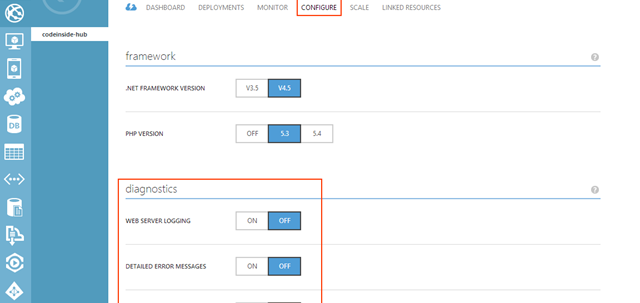 DASHBOARD DEPLOYMENTS MONITOR CONFIGURE SCALE LINKED RESOURCES
codeinside-hub
framework ?
.NET FRAMEWORK VERSION V3.5 V4.5
PHP VERSION OFF 5.3 5.4
diagnostics ?
WEB SERVER LOGGING ON OFF
DETAILED ERROR MESSAGES ON OFF
DB